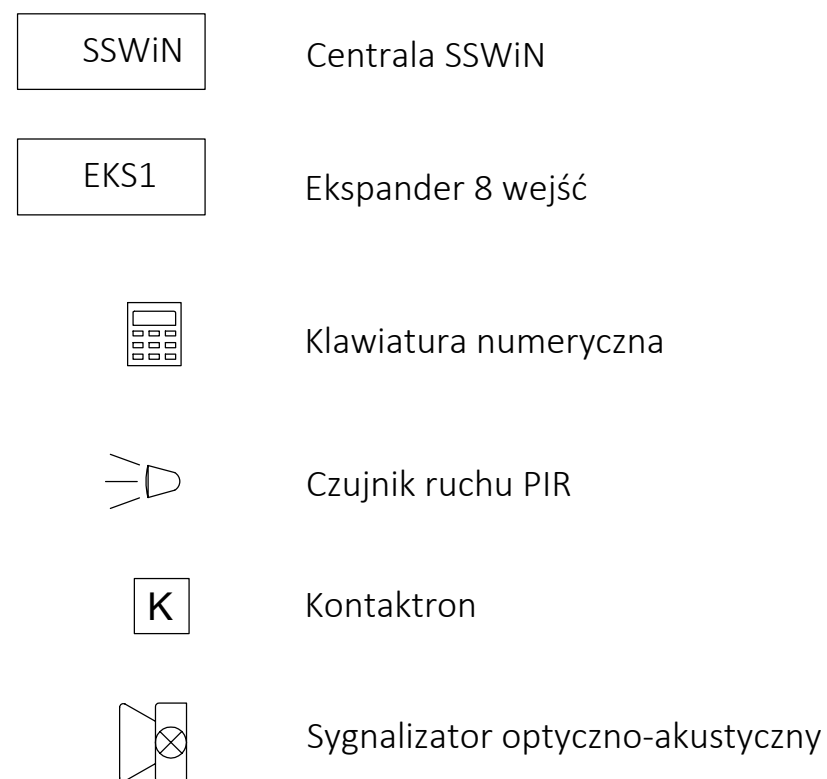 SSWiN Centrala SSWiN
EKS1 Ekspander 8 wejść
Klawiatura numeryczna
Czujnik ruchu PIR
K Kontaktron
Sygnalizator optyczno-akustyczny